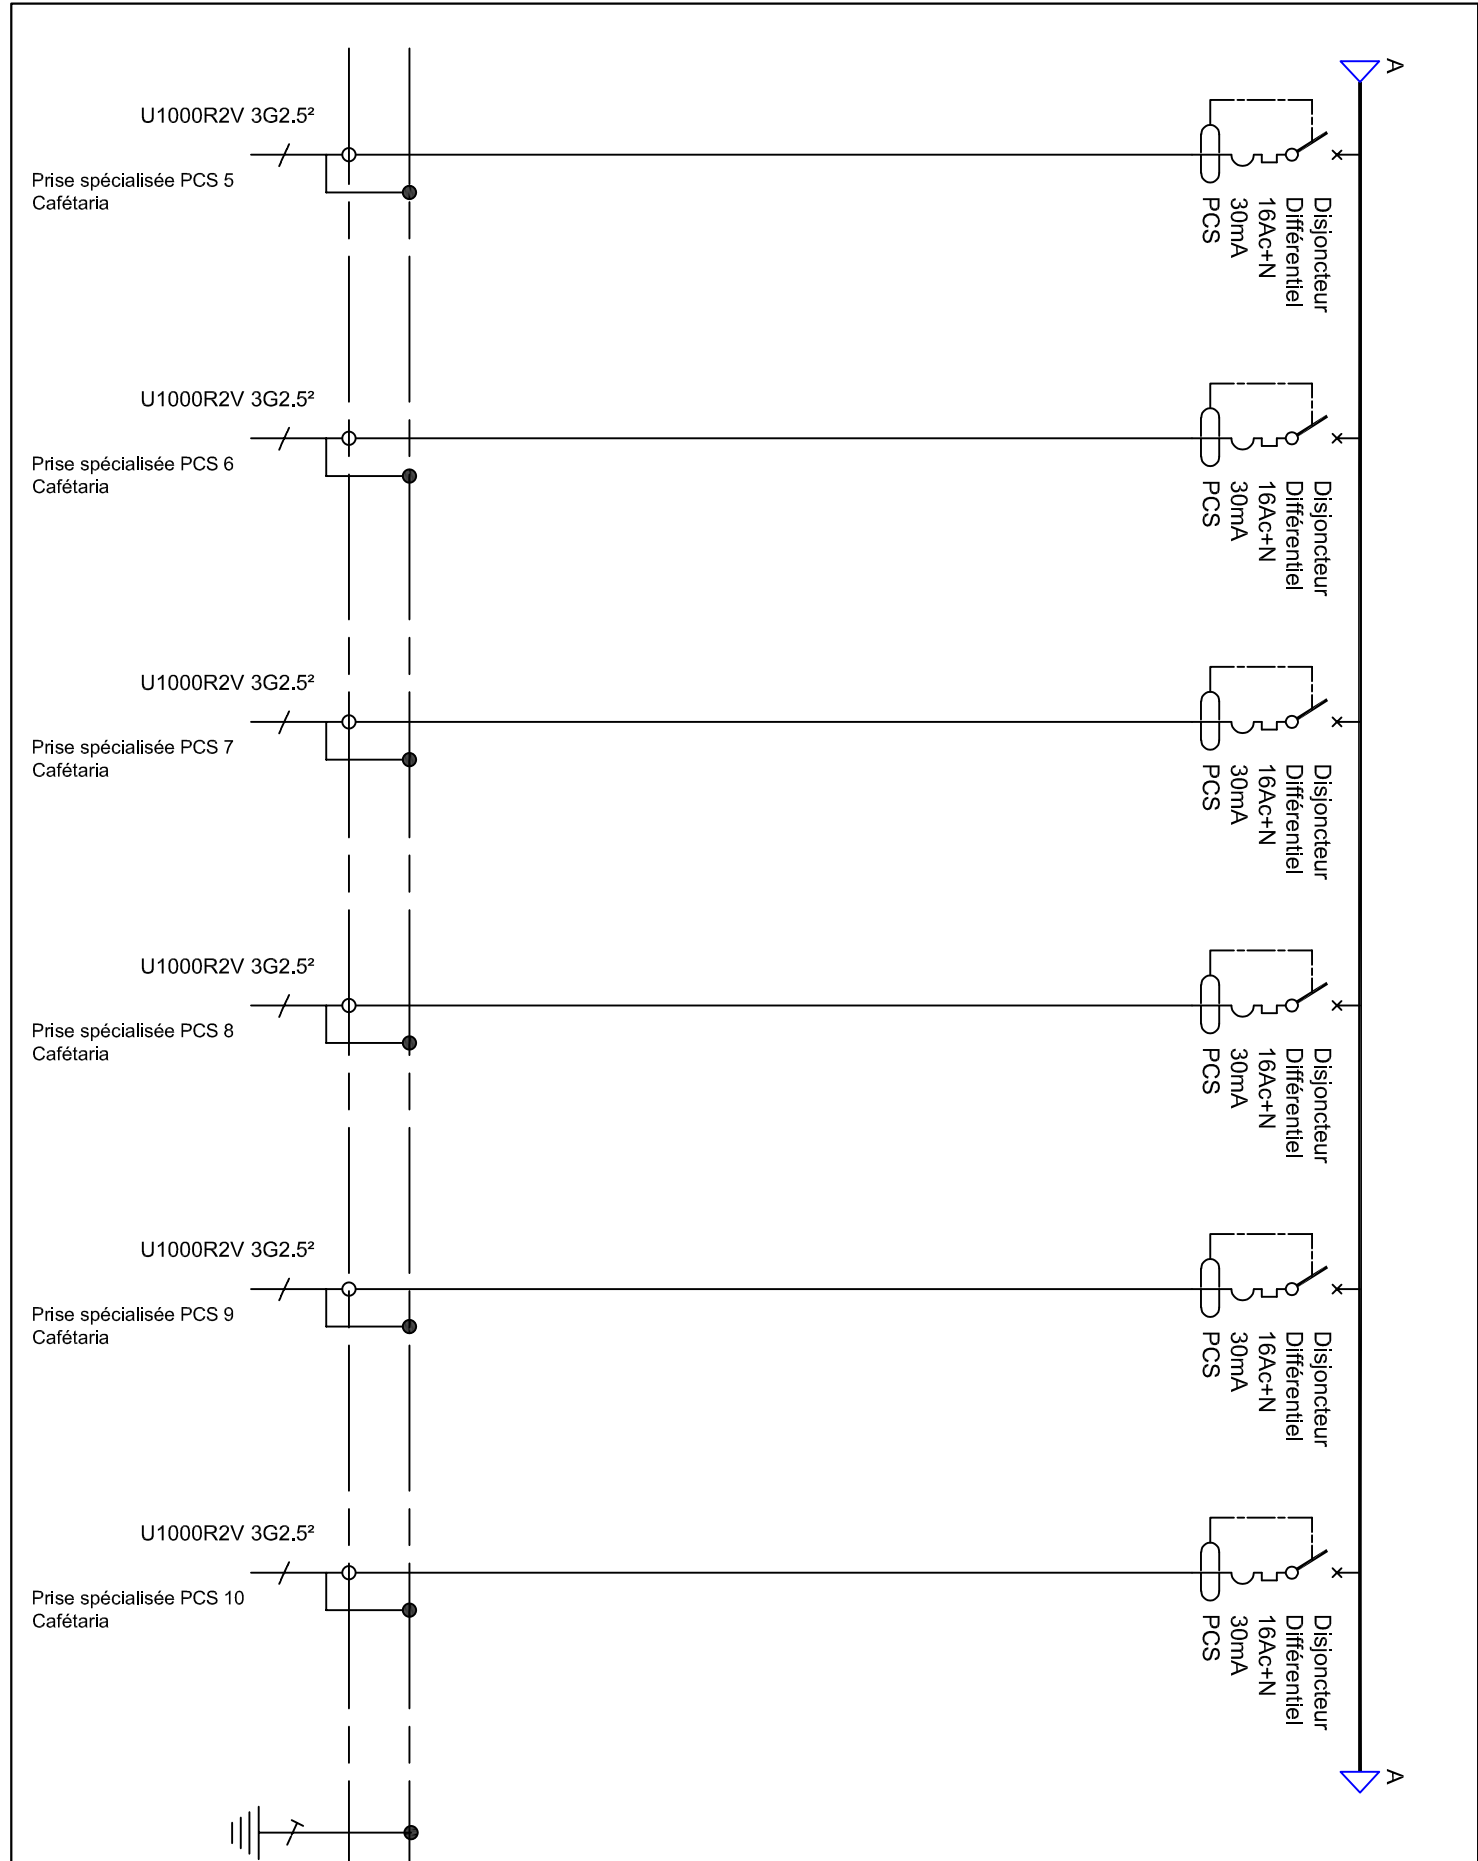 A
U1000R2V 3G2.5²
Prise spécialisée PCS 5
Cafétaria
Disjoncteur
Différentiel
16Ac+N
30mA
PCS
U1000R2V 3G2.5²
Prise spécialisée PCS 6
Cafétaria
Disjoncteur
Différentiel
16Ac+N
30mA
PCS
U1000R2V 3G2.5²
Prise spécialisée PCS 7
Cafétaria
Disjoncteur
Différentiel
16Ac+N
30mA
PCS
U1000R2V 3G2.5²
Prise spécialisée PCS 8
Cafétaria
Disjoncteur
Différentiel
16Ac+N
30mA
PCS
U1000R2V 3G2.5²
Prise spécialisée PCS 9
Cafétaria
Disjoncteur
Différentiel
16Ac+N
30mA
PCS
U1000R2V 3G2.5²
Prise spécialisée PCS 10
Cafétaria
Disjoncteur
Différentiel
16Ac+N
30mA
PCS
A